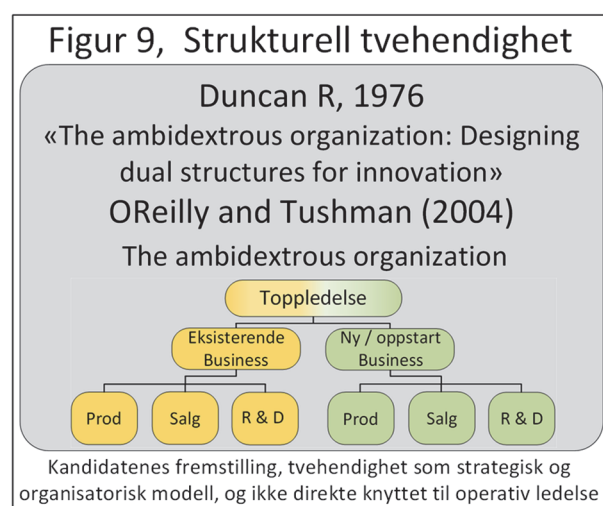 Figur 9,  Strukturell tvehendighet
Duncan R, 1976
«The ambidextrous organization: Designing
dual structures for innovation»
OReilly and Tushman (2004)
The ambidextrous organization
Toppledelse
Eksisterende
Business
Ny / oppstart
Business
Prod
Salg
R & D
Prod
Salg
R & D
Kandidatenes fremstilling, tvehendighet som strategisk og
organisatorisk modell, og ikke direkte knyttet til operativ ledelse